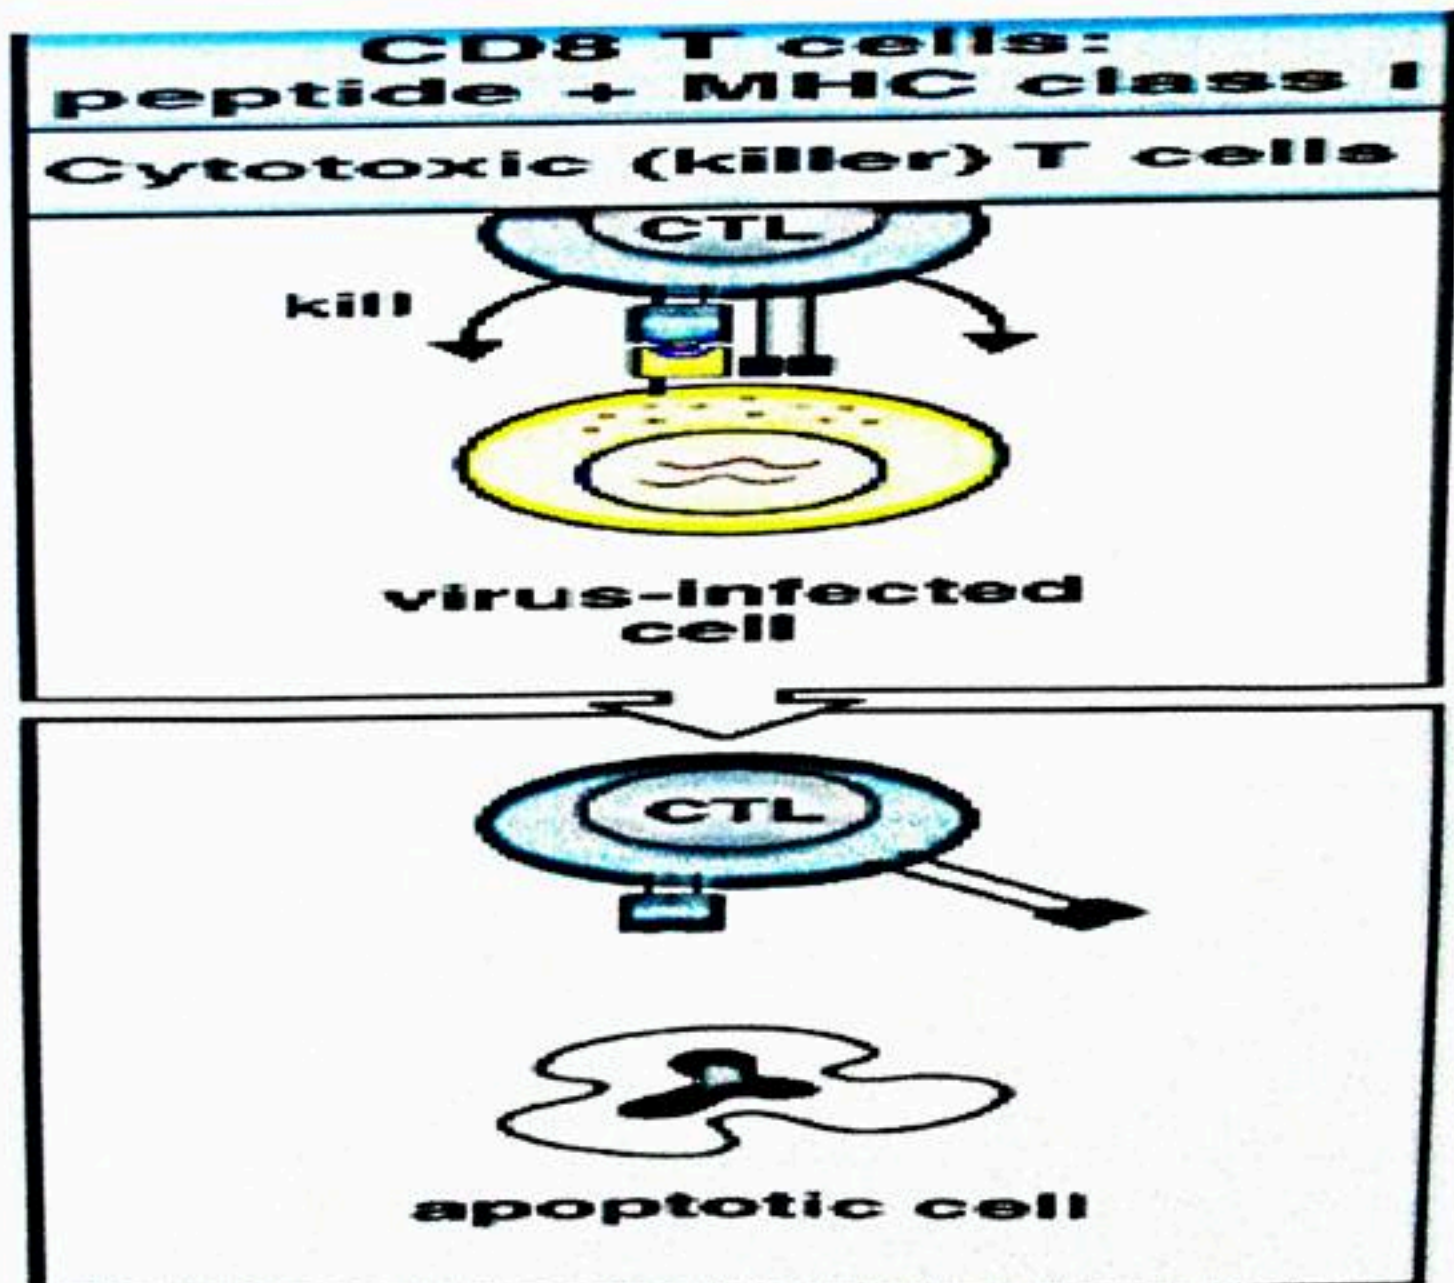 CD8 T cells:
peptide + MHC class I
Cytotoxic (killer) T cells
CTL
kill
virus-infected
cell
CTL
apoptotic cell